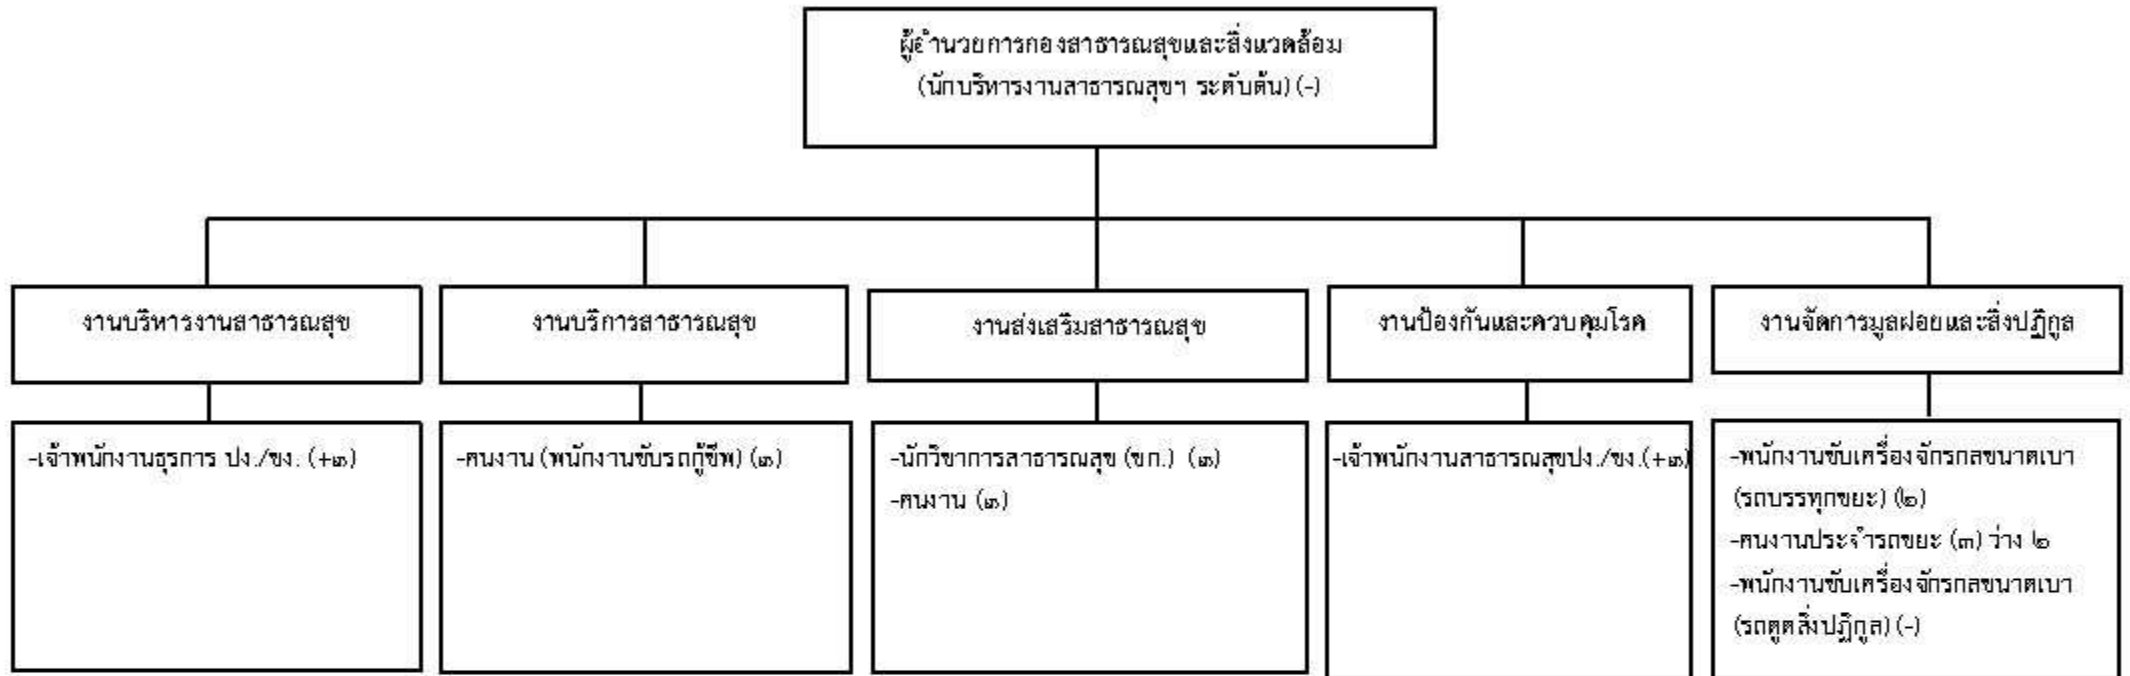 ผู้อำนวยการกองสาธารณสุขและสิ่งแวดล้อม
(นักบริหารงานสาธารณสุขฯ ระดับต้น) (-)
งานบริหารงานสาธารณสุข
งานบริการสาธารณสุข
งานส่งเสริมสาธารณสุข
งานป้องกันและควบคุมโรค
งานจัดการมูลฝอยและสิ่งปฏิกูล
-เจ้าพนักงานธุรการ ปง./ชง. (+๑)
-คนงาน (พนักงานขับรถกู้ชีพ) (๑)
-นักวิชาการสาธารณสุข (ชก.) (๑)
-คนงาน (๑)
-เจ้าพนักงานสาธารณสุขปง./ชง.(+๑)
-พนักงานขับเครื่องจักรกลขนาดเบา
(รถบรรทุกขยะ) (๒)
-คนงานประจำรถขยะ (๓) ว่าง ๒
-พนักงานขับเครื่องจักรกลขนาดเบา
(รถดูดสิ่งปฏิกูล) (-)